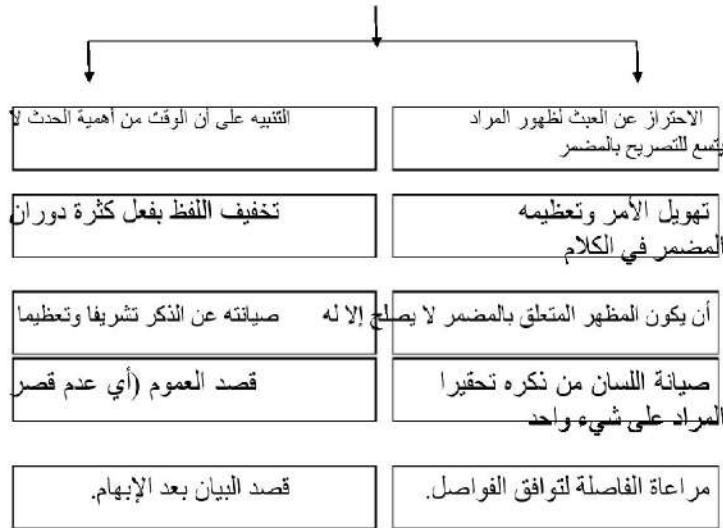 الاحتراز عن العبث لظهور المراد التنبيه على أن الوقت من أهمية الحدث لا
يتسع للتصريح بالمضمر
تهويل الأمر وتعظيمه تخفيف اللفظ بفعل كثرة دوران
المضمر في الكلام
أن يكون المظهر المتعلق بالمضمر لا يصلح إلا له صيانته عن الذكر تشريفا وتعظيما
صيانة اللسان من ذكره تحقيرا قصد العموم (أي عدم قصر
المراد على شيء واحد
مراعاة الفاصلة لتوافق الفواصل. قصد البيان بعد الإبهام.